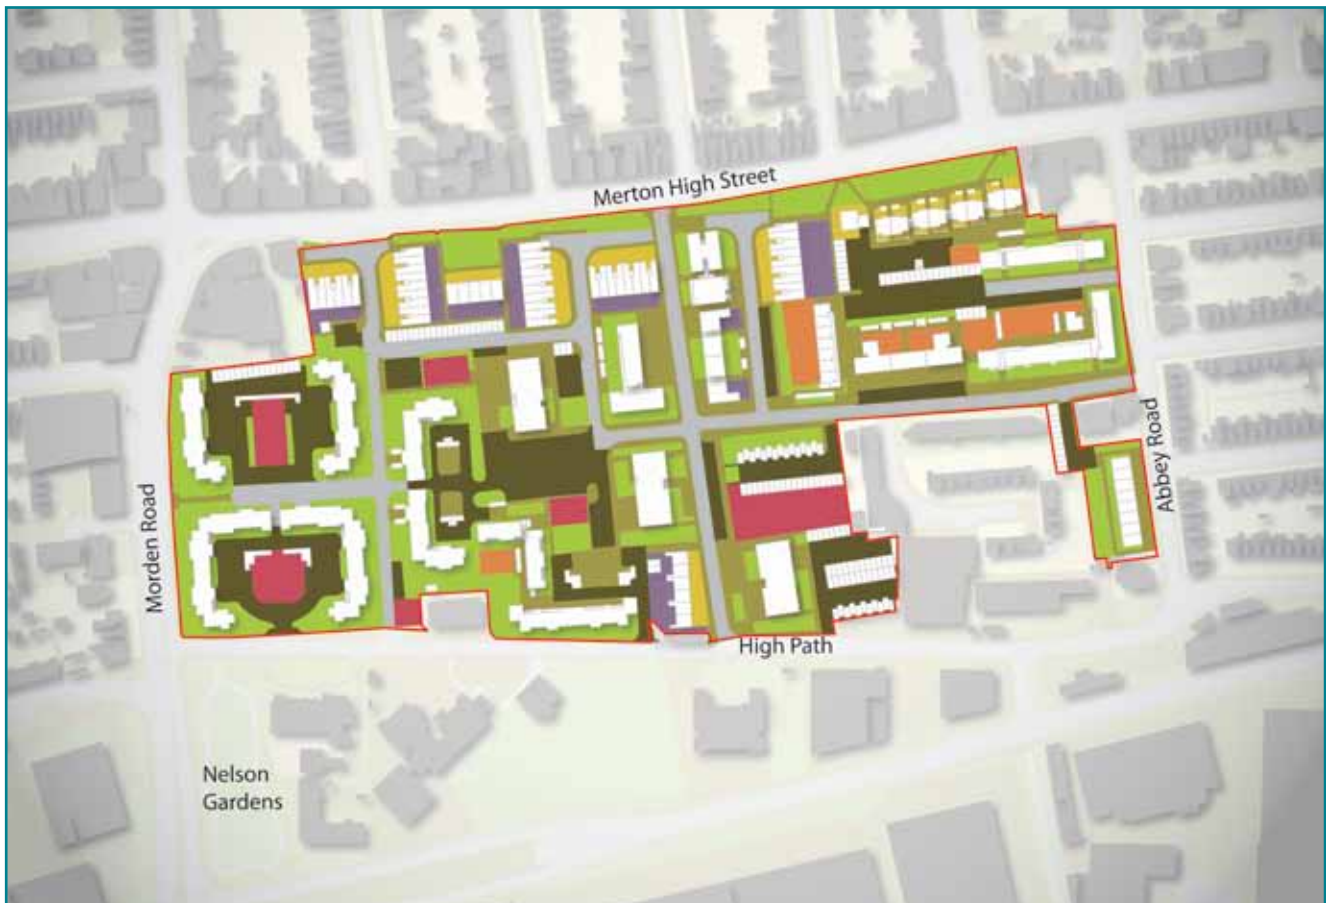 Merton High Street
Abbey Road
Morden Road
High Path
Nelson
Gardens